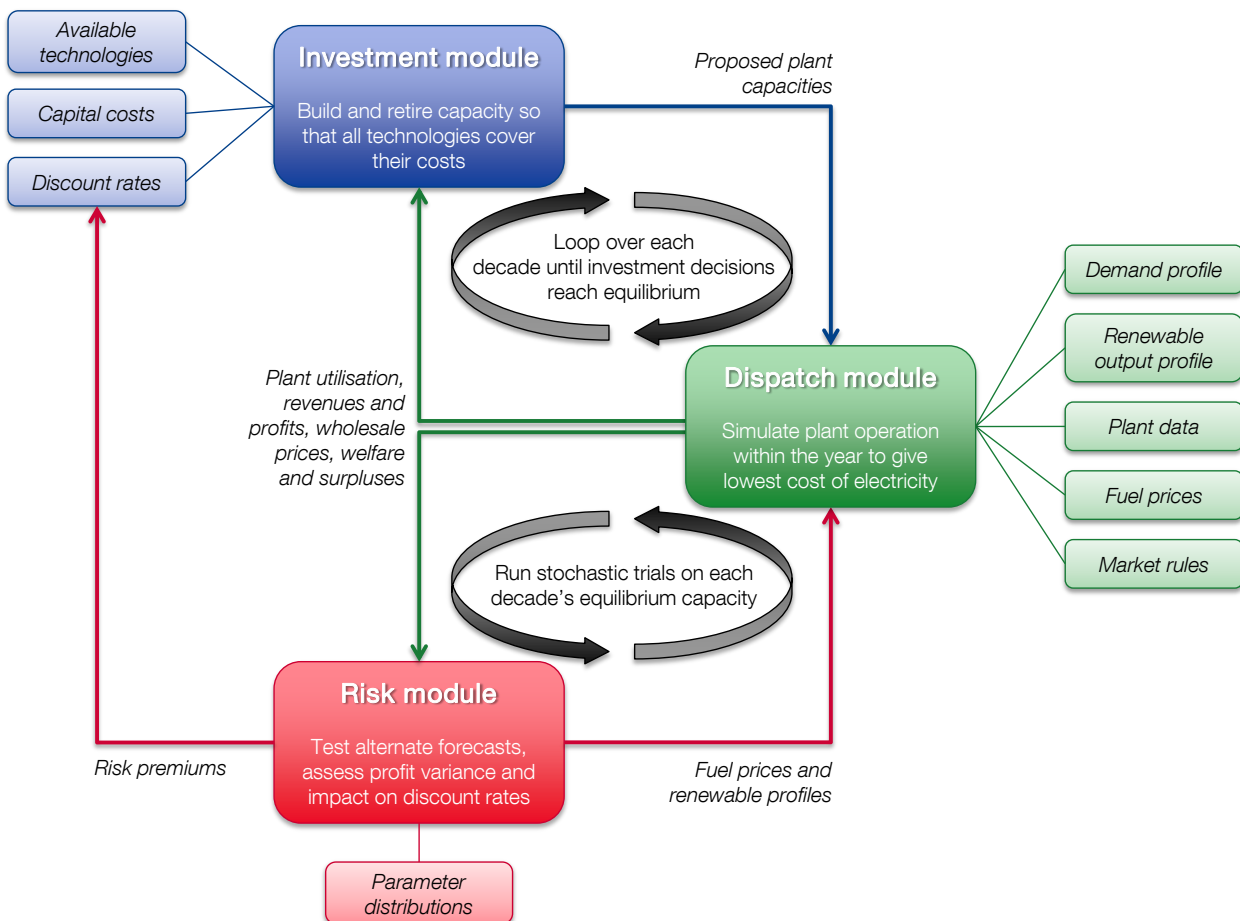 Available
technologies
Capital costs
Discount rates
Investment module
Build and retire capacity so
that all technologies cover
their costs
Proposed plant
capacities
Loop over each
decade until investment decisions
reach equilibrium
Demand profile
Renewable
output profile
Plant data
Fuel prices
Market rules
Dispatch module
Simulate plant operation
within the year to give
lowest cost of electricity
Plant utilisation,
revenues and
profits, wholesale
prices, welfare
and surpluses
Run stochastic trials on each
decade’s equilibrium capacity
Risk module
Test alternate forecasts,
assess profit variance and
impact on discount rates
Risk premiums
Fuel prices and
renewable profiles
Parameter
distributions